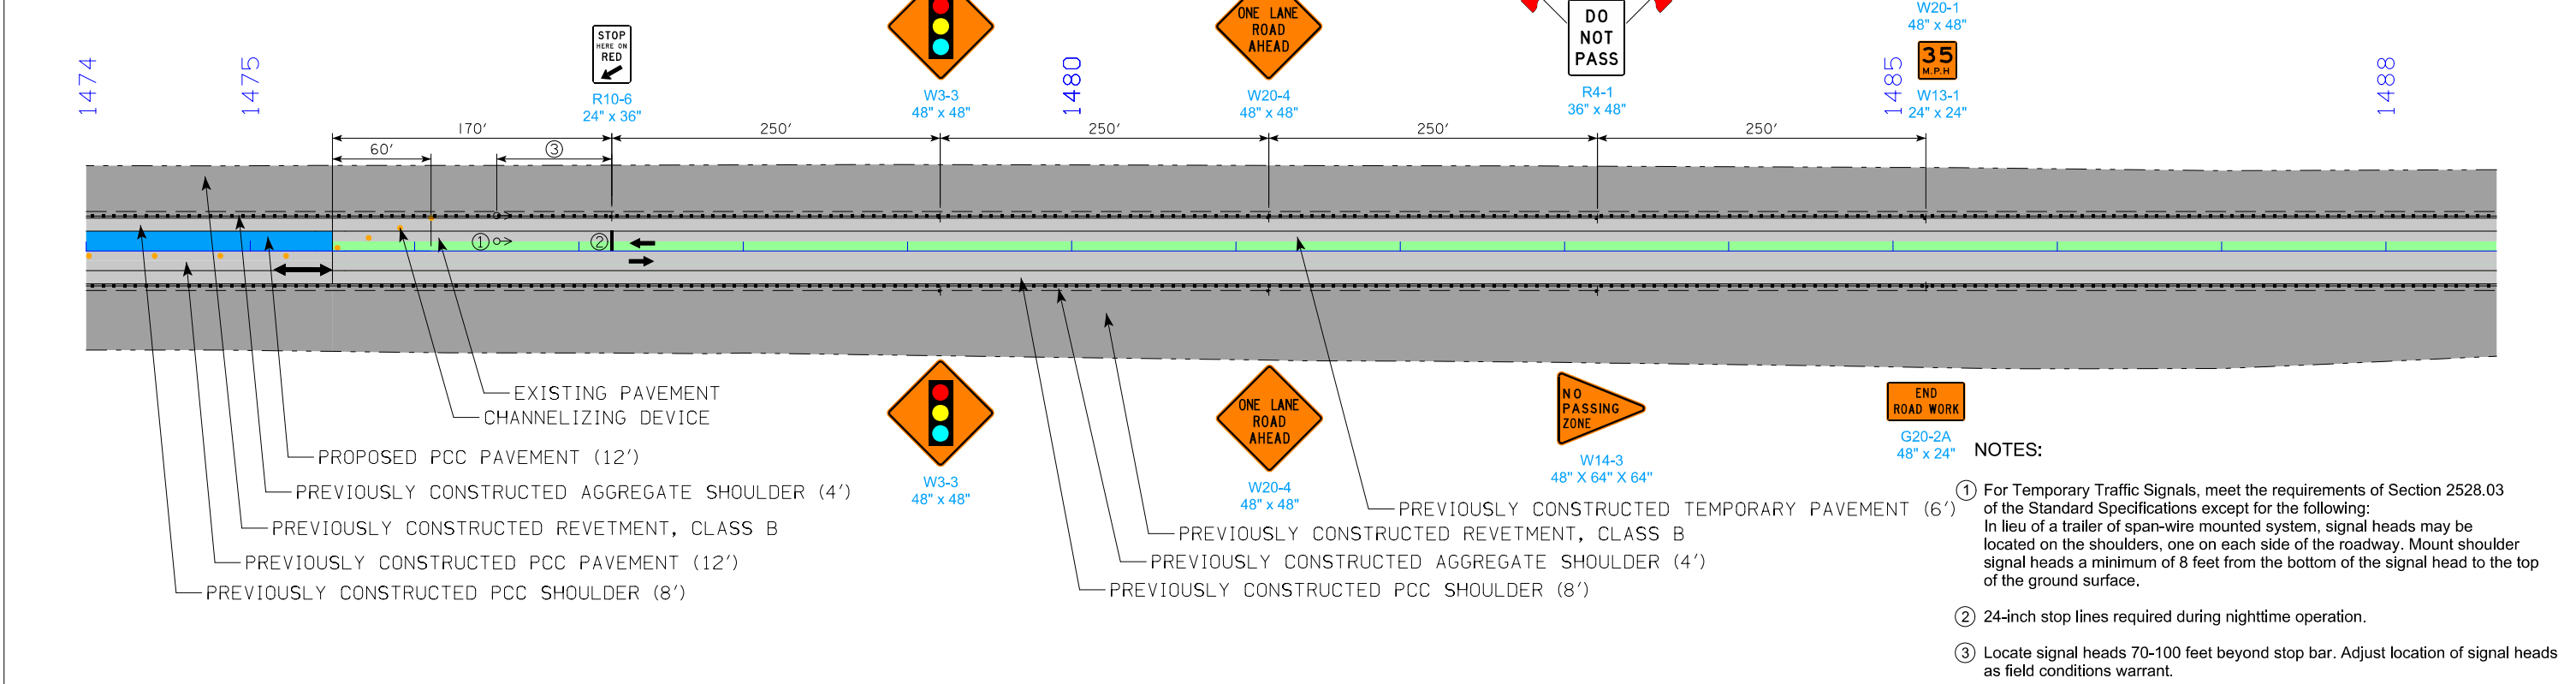 W20-1
48" x 48"
STOP
HERE ON
RED
R10-6
24" x 36"
W3-3
48" x 48"
ONE LANE
ROAD
AHEAD
W20-4
48" x 48"
DO
NOT
PASS
R4-1
36" x 48"
35
M.P.H
W13-1
24" x 24"
1474
1475
1480
1485
1488
170'
250'
250'
250'
250'
60'
③
①
②
EXISTING PAVEMENT
CHANNELIZING DEVICE
PROPOSED PCC PAVEMENT (12')
PREVIOUSLY CONSTRUCTED AGGREGATE SHOULDER (4')
PREVIOUSLY CONSTRUCTED REVETMENT, CLASS B
PREVIOUSLY CONSTRUCTED PCC PAVEMENT (12')
PREVIOUSLY CONSTRUCTED PCC SHOULDER (8')
W3-3
48" x 48"
ONE LANE
ROAD
AHEAD
W20-4
48" x 48"
NO
PASSING
ZONE
W14-3
48" X 64" X 64"
END
ROAD WORK
G20-2A
48" x 24"
PREVIOUSLY CONSTRUCTED TEMPORARY PAVEMENT (6')
PREVIOUSLY CONSTRUCTED REVETMENT, CLASS B
PREVIOUSLY CONSTRUCTED AGGREGATE SHOULDER (4')
PREVIOUSLY CONSTRUCTED PCC SHOULDER (8')
NOTES:
① For Temporary Traffic Signals, meet the requirements of Section 2528.03
of the Standard Specifications except for the following:
In lieu of a trailer of span-wire mounted system, signal heads may be
located on the shoulders, one on each side of the roadway. Mount shoulder
signal heads a minimum of 8 feet from the bottom of the signal head to the top
of the ground surface.
② 24-inch stop lines required during nighttime operation.
③ Locate signal heads 70-100 feet beyond stop bar. Adjust location of signal heads
as field conditions warrant.